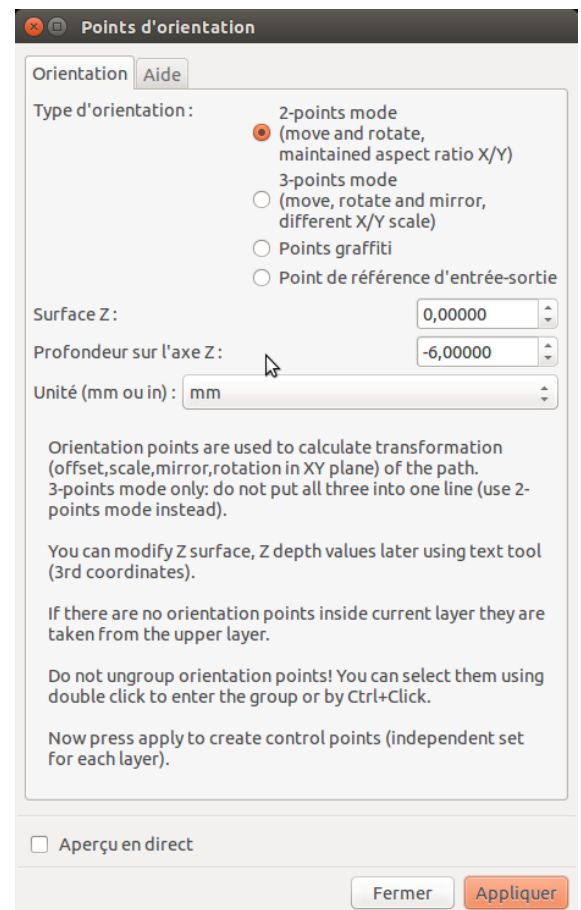 Points d'orientation
Orientation
Aide
Type d'orientation :
2-points mode
(move and rotate,
maintained aspect ratio X/Y)
3-points mode
(move, rotate and mirror,
different X/Y scale)
Points graffiti
Point de référence d'entrée-sortie
Surface Z :
0,00000
Profondeur sur l'axe Z :
-6,00000
Unité (mm ou in) :
mm
Orientation points are used to calculate transformation
(offset,scale,mirror,rotation in XY plane) of the path.
3-points mode only: do not put all three into one line (use 2-
points mode instead).
You can modify Z surface, Z depth values later using text tool
(3rd coordinates).
If there are no orientation points inside current layer they are
taken from the upper layer.
Do not ungroup orientation points! You can select them using
double click to enter the group or by Ctrl+Click.
Now press apply to create control points (independent set
for each layer).
Aperçu en direct
Fermer
Appliquer